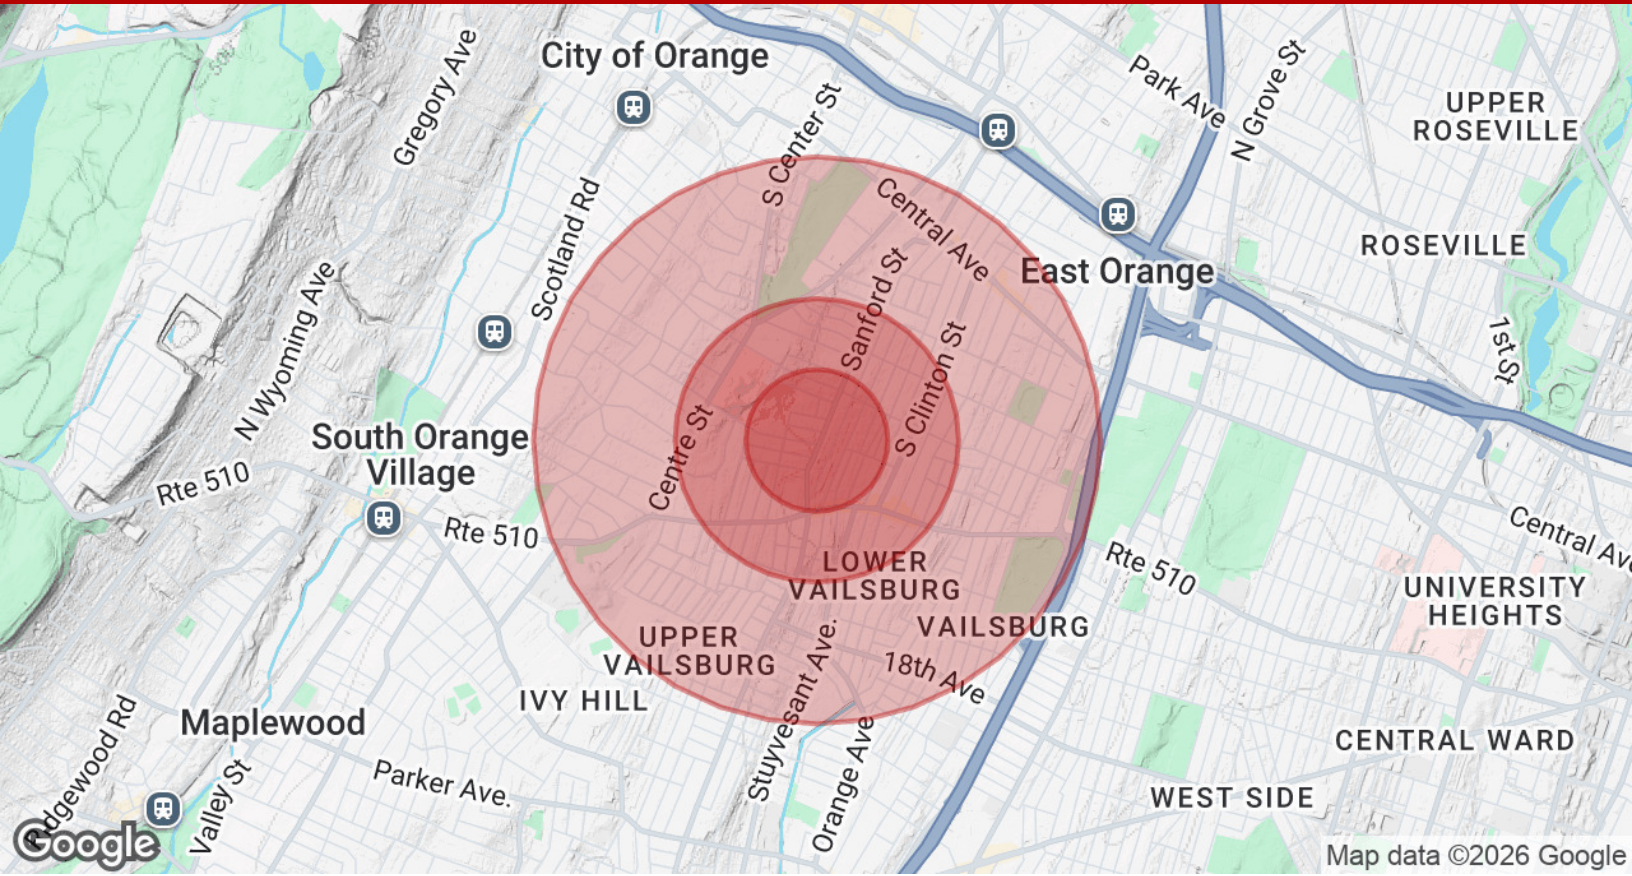 City of Orange
Gregory Ave
S Center St
Park Ave
N Grove St
UPPER
ROSEVILLE
Scotland Rd
Central Ave
ROSEVILLE
East Orange
N Wyoming Ave
Sanford St
S Clinton St
1st St
South Orange
Village
Centre St
Rte 510
Rte 510
Central Ave
Rte 510
LOWER
VAILSBURG
UNIVERSITY
HEIGHTS
VAILSBURG
UPPER
VAILSBURG
18th Ave
IVY HILL
Stuyvesant Ave.
Maplewood
Ridgewood Rd
Orange Ave
CENTRAL WARD
Parker Ave.
Valley St
WEST SIDE
Google
Map data ©2026 Google